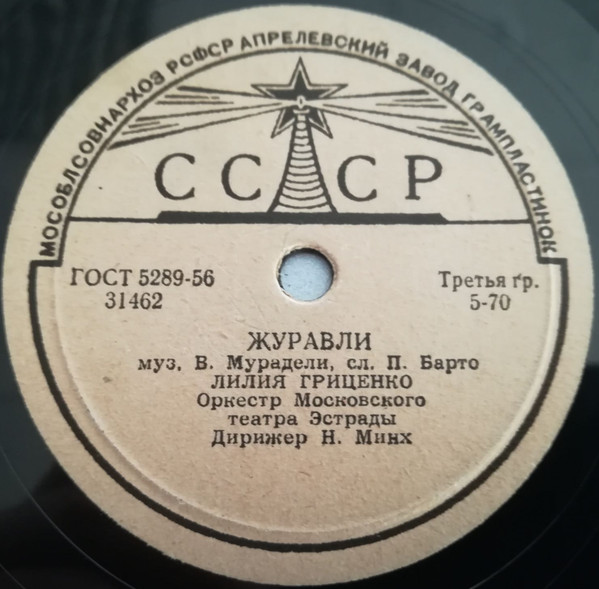 МОСОБЛСОВНАРХОЗ РСФСР АПРЕЛЕВСКИЙ ЗАВОД ГРАМПЛАСТИНОК
СССР
ГОСТ 5289-56
31462
Третья гр.
5-70
ЖУРАВЛИ
муз. В. Мурадели, сл. П. Барто
ЛИЛИЯ ГРИЦЕНКО
Оркестр Московского
театра Эстрады
Дирижер Н. Минх